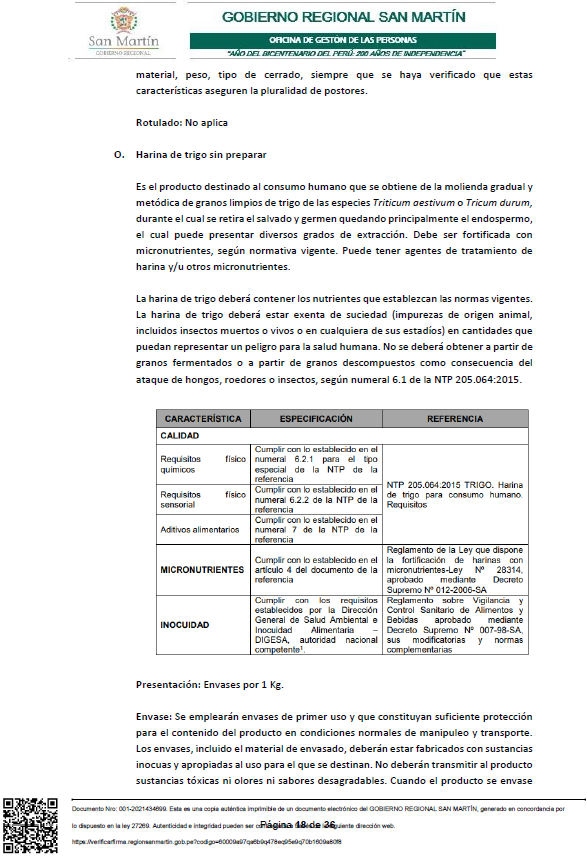 San Martín
GOBIERNO REGIONAL
GOBIERNO REGIONAL SAN MARTÍN
OFICINA DE GESTIÓN DE LAS PERSONAS
"AÑO DEL BICENTENARIO DEL PERÚ: 200 AÑOS DE INDEPENDENCIA"
material, peso, tipo de cerrado, siempre que se haya verificado que estas
características aseguren la pluralidad de postores.
Rotulado: No aplica
O. Harina de trigo sin preparar
Es el producto destinado al consumo humano que se obtiene de la molienda gradual y
metódica de granos limpios de trigo de las especies Triticum aestivum o Tricum durum,
durante el cual se retira el salvado y germen quedando principalmente el endospermo,
el cual puede presentar diversos grados de extracción. Debe ser fortificada con
micronutrientes, según normativa vigente. Puede tener agentes de tratamiento de
harina y/u otros micronutrientes.
La harina de trigo deberá contener los nutrientes que establezcan las normas vigentes.
La harina de trigo deberá estar exenta de suciedad (impurezas de origen animal,
incluidos insectos muertos o vivos o en cualquiera de sus estadíos) en cantidades que
puedan representar un peligro para la salud humana. No se deberá obtener a partir de
granos fermentados o a partir de granos descompuestos como consecuencia del
ataque de hongos, roedores o insectos, según numeral 6.1 de la NTP 205.064:2015.
CARACTERÍSTICA ESPECIFICACIÓN REFERENCIA
CALIDAD
Requisitos físico
químicos
Cumplir con lo establecido en el
numeral 6.2.1 para el tipo
especial de la NTP de la
referencia
Requisitos físico
sensorial
Cumplir con lo establecido en el
numeral 6.2.2 de la NTP de la
referencia
Aditivos alimentarios
Cumplir con lo establecido en el
numeral 7 de la NTP de la
referencia
NTP 205.064:2015 TRIGO. Harina
de trigo para consumo humano.
Requisitos
MICRONUTRIENTES
Cumplir con lo establecido en el
artículo 4 del documento de la
referencia
Reglamento de la Ley que dispone
la fortificación de harinas con
micronutrientes-Ley Nº 28314,
aprobado mediante Decreto
Supremo Nº 012-2006-SA
INOCUIDAD
Cumplir con los requisitos
establecidos por la Dirección
General de Salud Ambiental e
Inocuidad Alimentaria –
DIGESA, autoridad nacional
competente¹.
Reglamento sobre Vigilancia y
Control Sanitario de Alimentos y
Bebidas aprobado mediante
Decreto Supremo Nº 007-98-SA,
sus modificatorias y normas
complementarias
Presentación: Envases por 1 Kg.
Envase: Se emplearán envases de primer uso y que constituyan suficiente protección
para el contenido del producto en condiciones normales de manipuleo y transporte.
Los envases, incluido el material de envasado, deberán estar fabricados con sustancias
inocuas y apropiadas al uso para el que se destinan. No deberán transmitir al producto
sustancias tóxicas ni olores ni sabores desagradables. Cuando el producto se envase
Documento Nro: 001-2021434699. Esta es una copia auténtica imprimible de un documento electrónico del GOBIERNO REGIONAL SAN MARTÍN, generado en concordancia por
lo dispuesto en la ley 27269. Autenticidad e integridad pueden ser siguiente dirección web.
Página 18 de 36